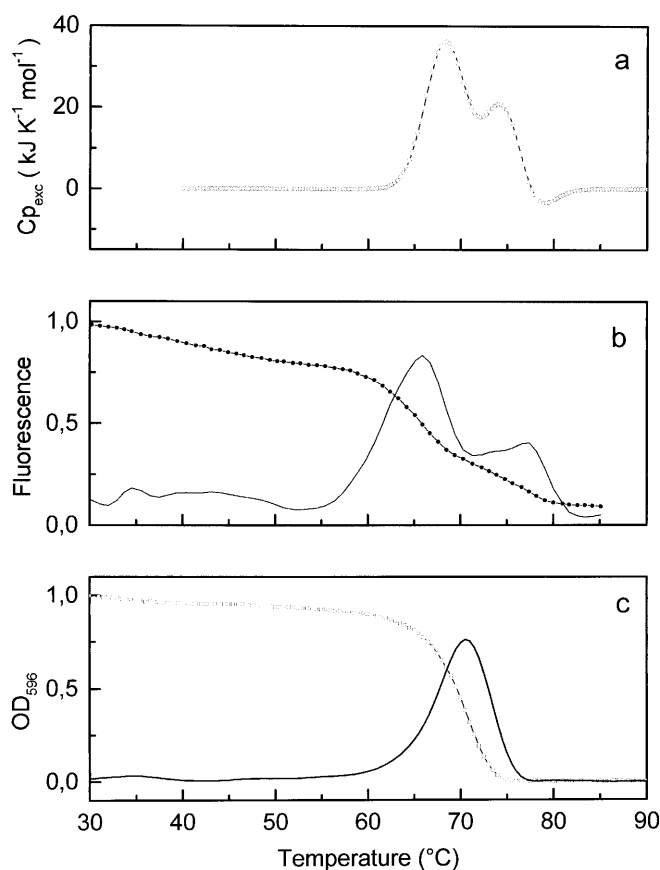 a
40
20
0
Cp_exc ( kJ K⁻¹ mol⁻¹ )
b
1,0
0,5
0,0
Fluorescence
c
1,0
0,5
0,0
OD₅₉₆
30 40 50 60 70 80 90
Temperature (°C)